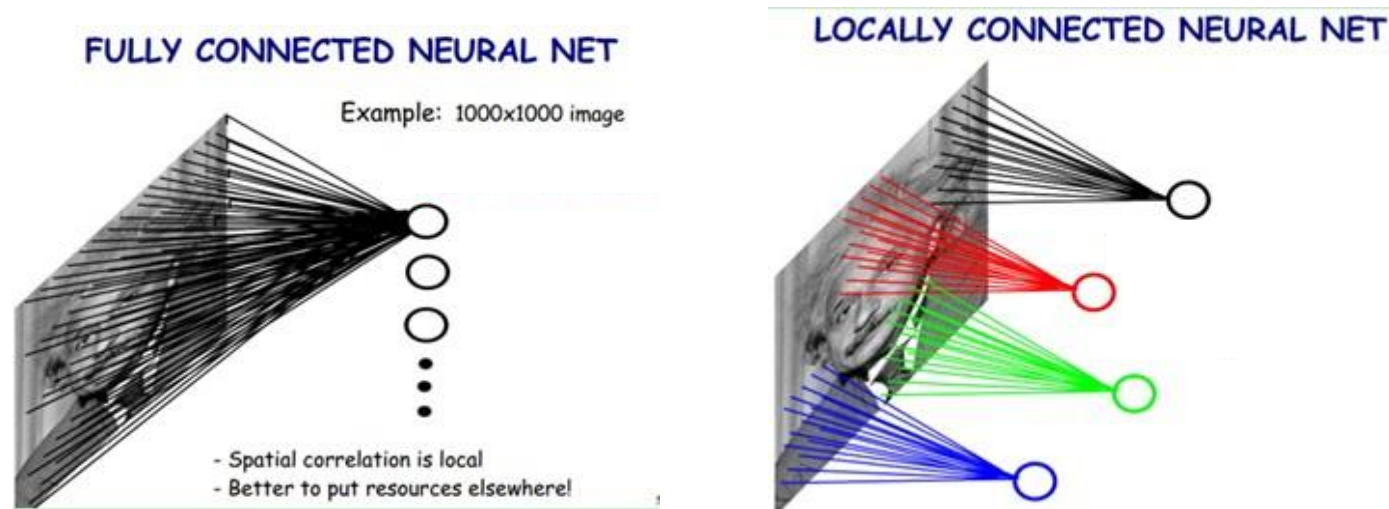 FULLY CONNECTED NEURAL NET
Example: 1000x1000 image
- Spatial correlation is local
- Better to put resources elsewhere!
LOCALLY CONNECTED NEURAL NET